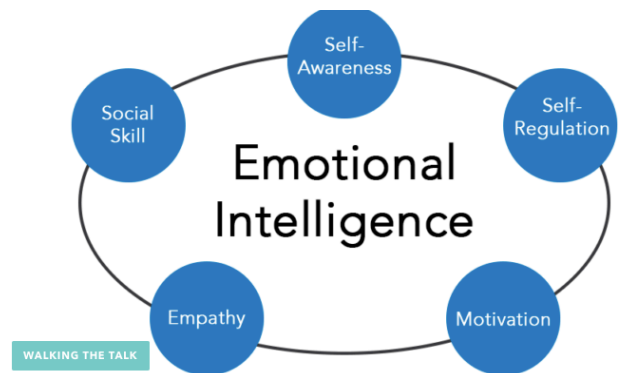 Self-
Awareness
Social
Skill
Self-
Regulation
Emotional
Intelligence
Empathy
Motivation
WALKING THE TALK